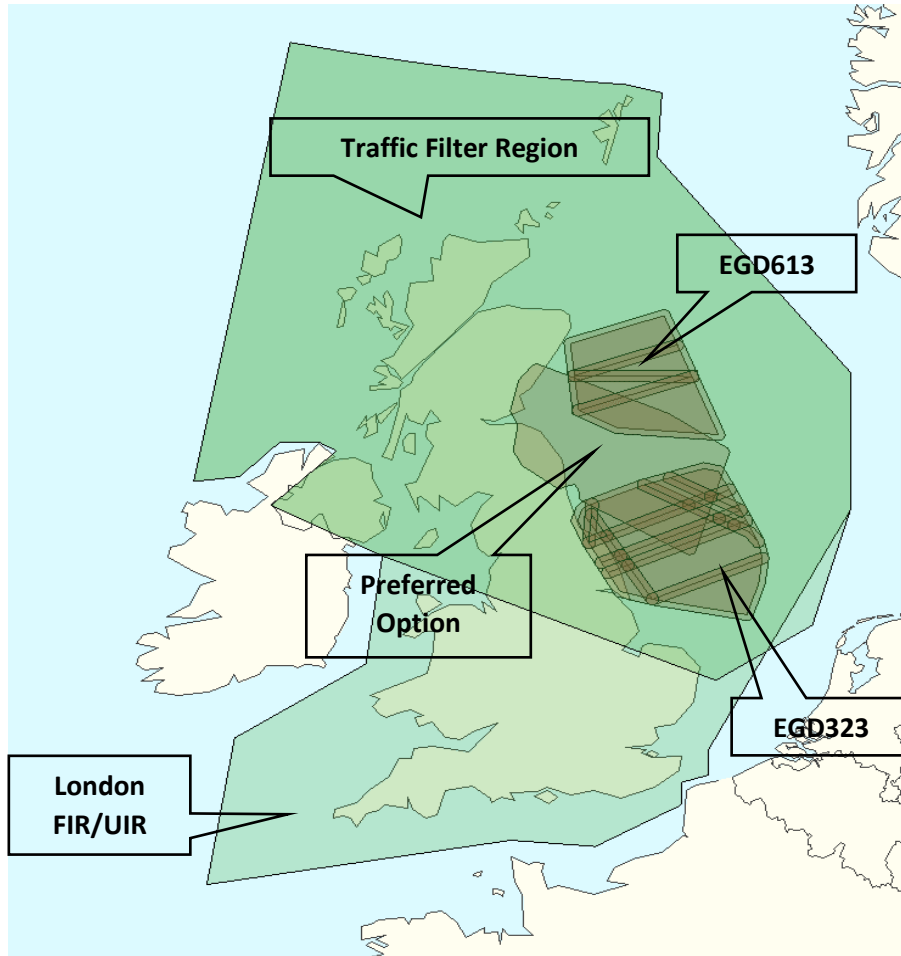 Traffic Filter Region
EGD613
Preferred
Option
EGD323
London
FIR/UIR